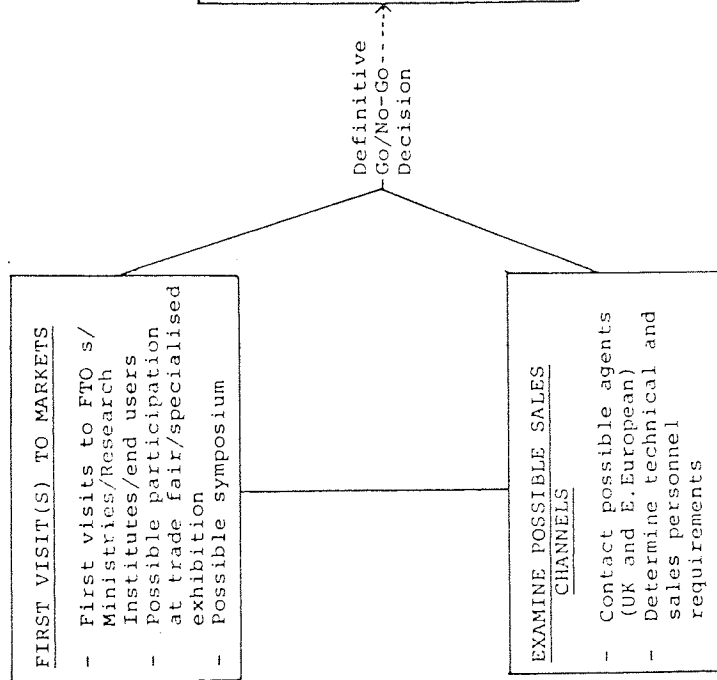 FIRST VISIT(S) TO MARKETS
- First visits to FTO s/
Ministries/Research
Institutes/end users
- Possible participation
at trade fair/specialised
exhibition
- Possible symposium
EXAMINE POSSIBLE SALES
CHANNELS
- Contact possible agents
(UK and E.European)
- Determine technical and
sales personnel
requirements
Definitive
Go/No-Go
Decision